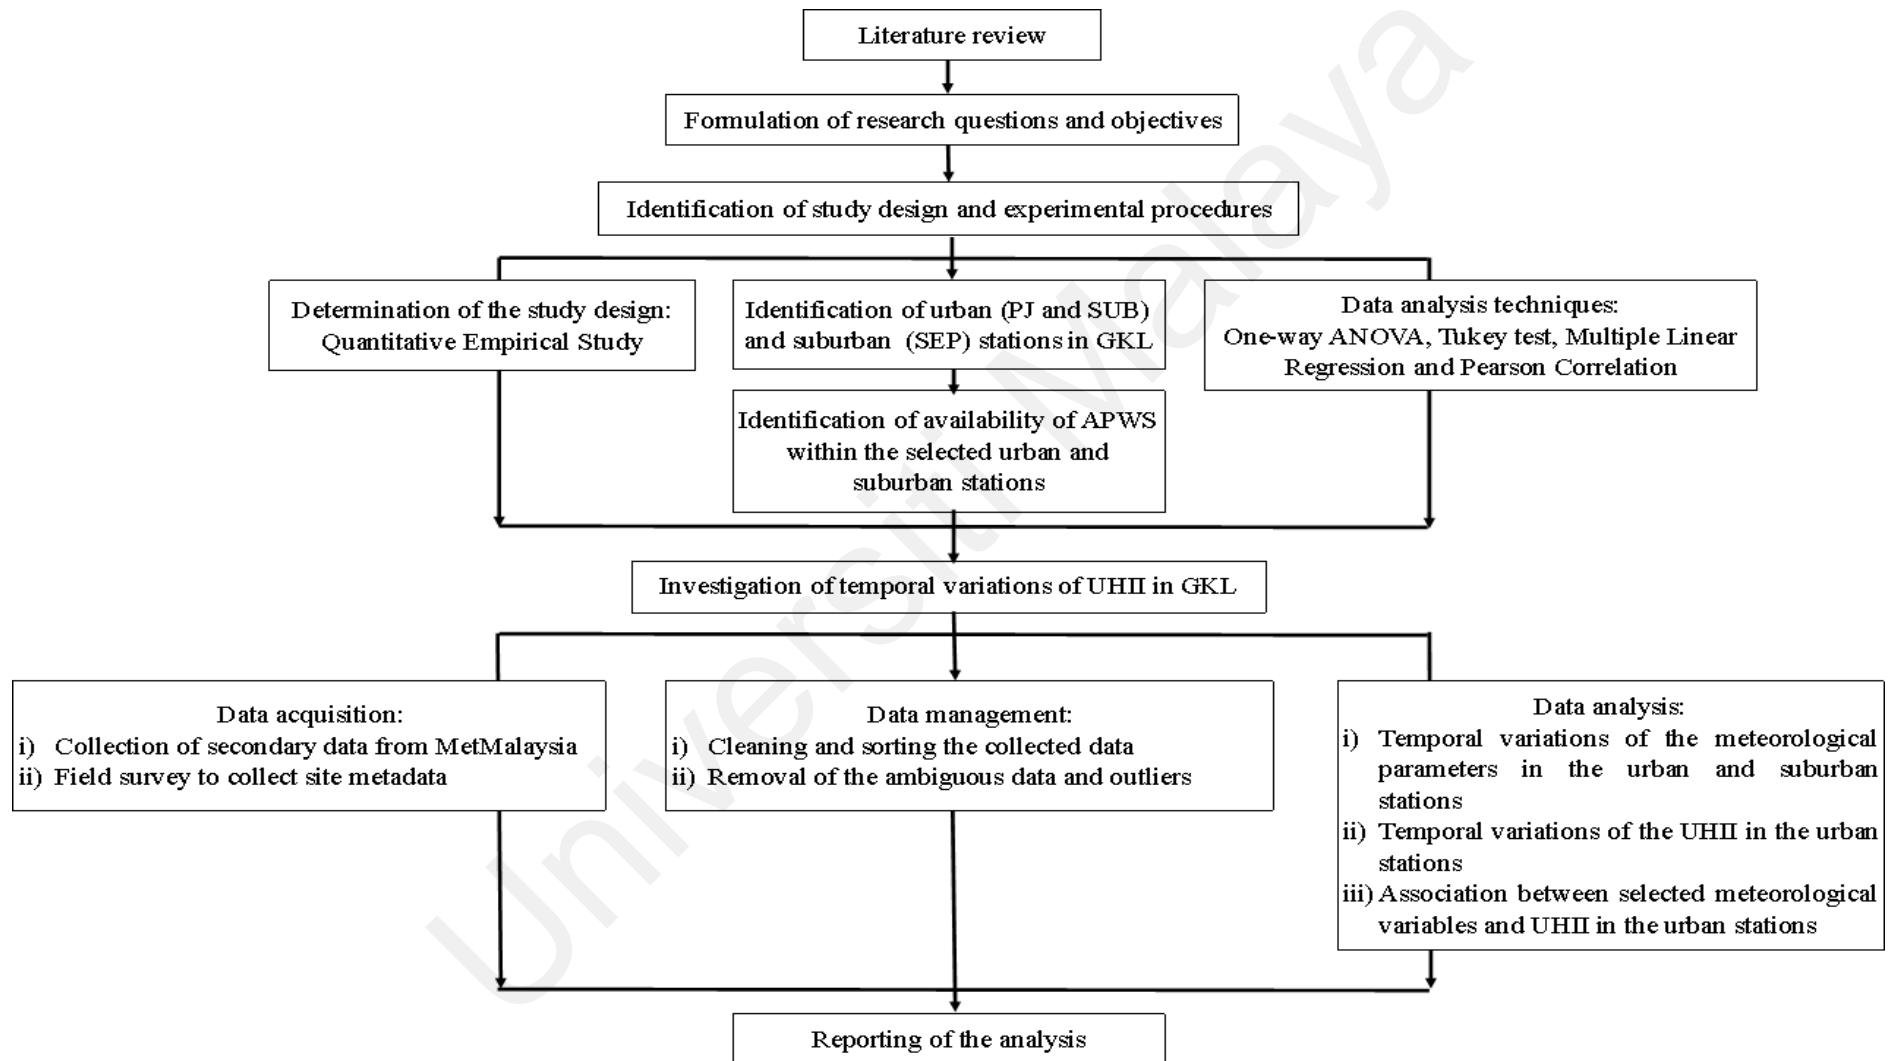 Literature review
Formulation of research questions and objectives
Identification of study design and experimental procedures
Determination of the study design:
Quantitative Empirical Study
Identification of urban (PJ and SUB)
and suburban (SEP) stations in GKL
Data analysis techniques:
One-way ANOVA, Tukey test, Multiple Linear
Regression and Pearson Correlation
Identification of availability of APWS
within the selected urban and
suburban stations
Investigation of temporal variations of UHII in GKL
Data acquisition:
i) Collection of secondary data from MetMalaysia
ii) Field survey to collect site metadata
Data management:
i) Cleaning and sorting the collected data
ii) Removal of the ambiguous data and outliers
Data analysis:
i) Temporal variations of the meteorological
parameters in the urban and suburban
stations
ii) Temporal variations of the UHII in the urban
stations
iii) Association between selected meteorological
variables and UHII in the urban stations
Reporting of the analysis
Universiti Malaya